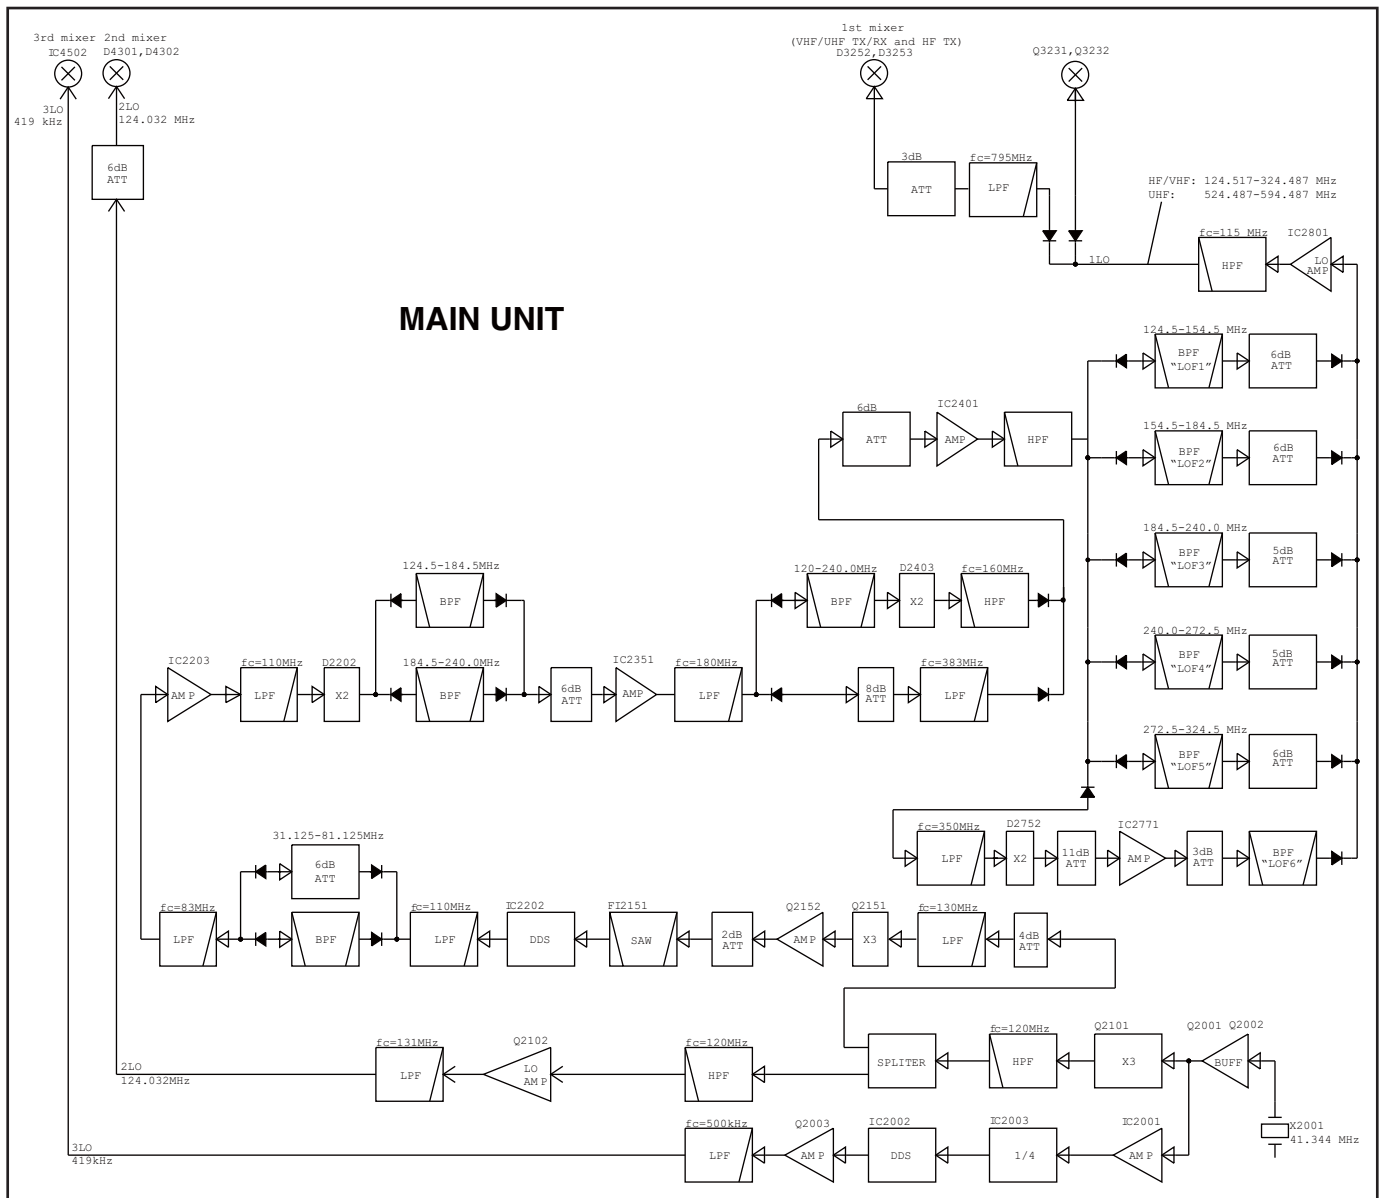 1st mixer
(VHF/UHF TX/RX and HF TX)
D3252,D3253
3rd mixer 2nd mixer
IC4502 D4301,D4302
Q3231,Q3232
3LO
419 kHz
2LO
124.032 MHz
6dB
ATT
3dB
ATT
fc=795MHz
LPF
HF/VHF: 124.517-324.487 MHz
UHF: 524.487-594.487 MHz
1LO
fc=115 MHz
HPF
IC2801
LO
AMP
MAIN UNIT
124.5-154.5 MHz
BPF
“LOF1”
6dB
ATT
6dB
ATT
IC2401
AMP
HPF
154.5-184.5 MHz
BPF
“LOF2”
6dB
ATT
184.5-240.0 MHz
BPF
“LOF3”
5dB
ATT
124.5-184.5MHz
BPF
120-240.0MHz
BPF
D2403
X2
fc=160MHz
HPF
240.0-272.5 MHz
BPF
“LOF4”
5dB
ATT
IC2203
AMP
fc=110MHz
LPF
D2202
X2
184.5-240.0MHz
BPF
6dB
ATT
IC2351
AMP
fc=180MHz
LPF
8dB
ATT
fc=383MHz
LPF
272.5-324.5 MHz
BPF
“LOF5”
6dB
ATT
31.125-81.125MHz
6dB
ATT
fc=350MHz
LPF
D2752
X2
11dB
ATT
IC2771
AMP
3dB
ATT
BPF
“LOF6”
fc=83MHz
LPF
BPF
fc=110MHz
LPF
IC2202
DDS
FI2151
SAW
2dB
ATT
Q2152
AMP
Q2151
X3
fc=130MHz
LPF
4dB
ATT
2LO
124.032MHz
fc=131MHz
LPF
Q2102
LO
AMP
fc=120MHz
HPF
SPLITER
fc=120MHz
HPF
Q2101
X3
Q2001 Q2002
BUFF
3LO
419kHz
fc=500kHz
LPF
Q2003
AMP
IC2002
DDS
IC2003
1/4
IC2001
AMP
X2001
41.344 MHz